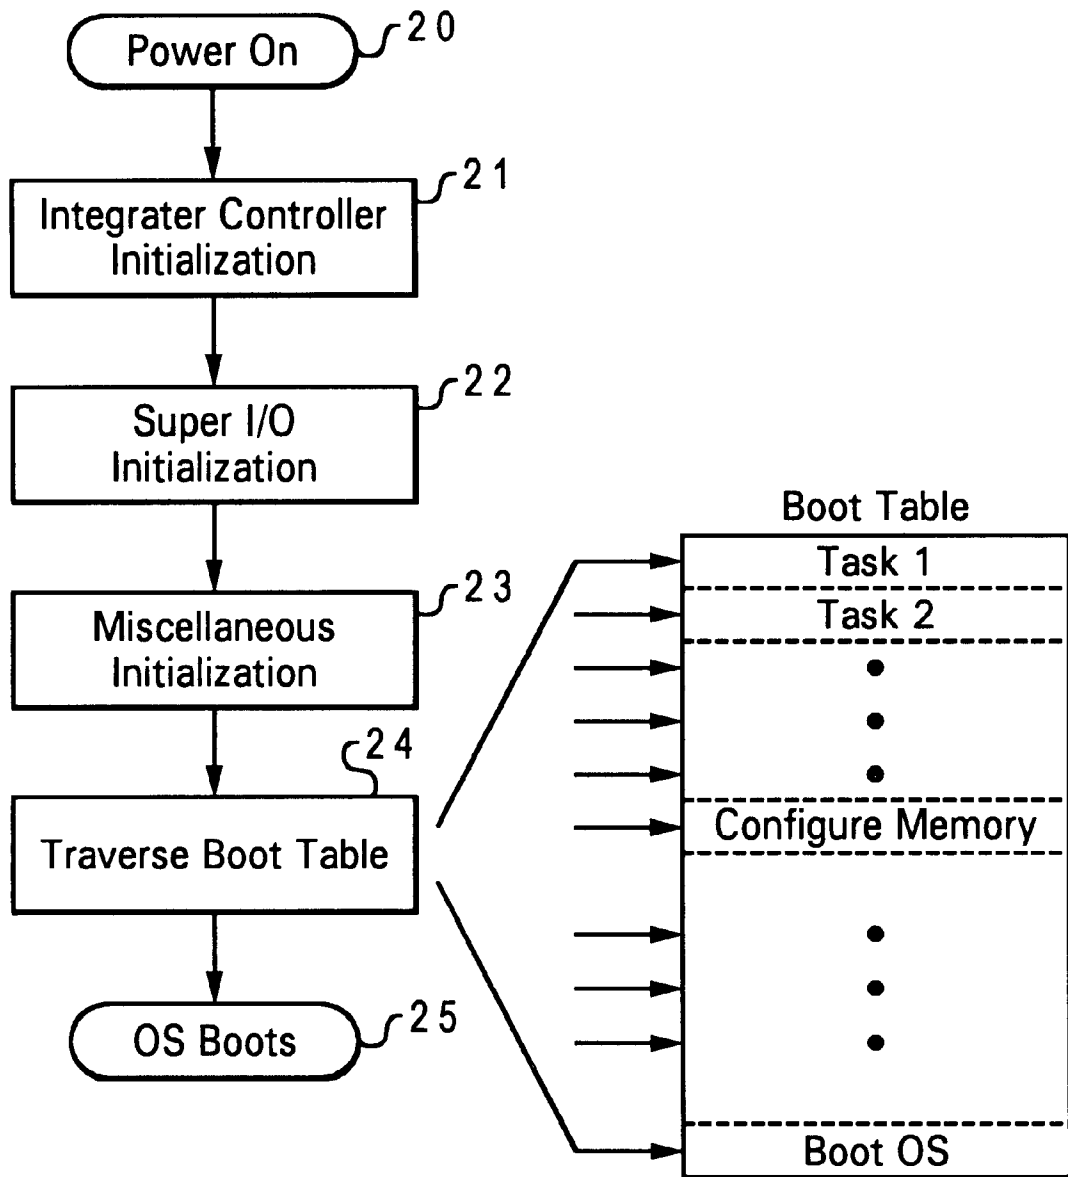 Power On
20
Integrater Controller
Initialization
21
Super I/O
Initialization
22
Miscellaneous
Initialization
23
Traverse Boot Table
24
OS Boots
25
Boot Table
Task 1
Task 2
Configure Memory
Boot OS